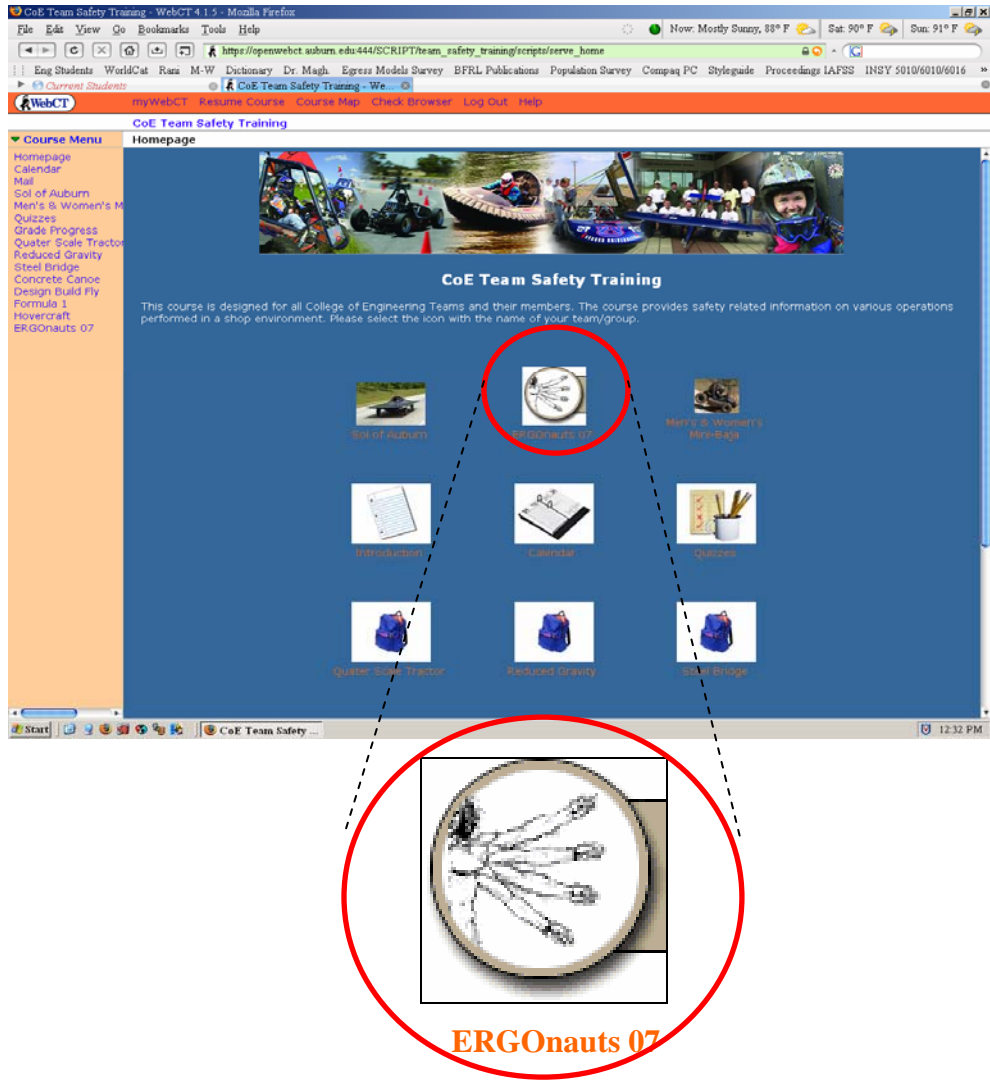 CoE Team Safety Training - WebCT 4.1.5 - Mozilla Firefox
File Edit View Go Bookmarks Tools Help Now: Mostly Sunny, 88° F Sat: 90° F Sun: 91° F
https://openwebct.auburn.edu:444/SCRIPT/team_safety_training/scripts/serve_home
Eng Students WorldCat Rani M-W Dictionary Dr. Magh. Egress Models Survey BFRL Publications Population Survey Compaq PC Styleguide Proceedings IAFSS INSY 5010/6010/6016 »
Current Students CoE Team Safety Training - We...
WebCT myWebCT Resume Course Course Map Check Browser Log Out Help
CoE Team Safety Training
Course Menu Homepage
Homepage
Calendar
Mail
Sol of Auburn
Men's & Women's M
Quizzes
Grade Progress
Quater Scale Tractor
Reduced Gravity
Steel Bridge
Concrete Canoe
Design Build Fly
Formula 1
Hovercraft
ERGOnauts 07
CoE Team Safety Training
This course is designed for all College of Engineering Teams and their members. The course provides safety related information on various operations
performed in a shop environment. Please select the icon with the name of your team/group.
Sol of Auburn ERGOnauts 07 Men's & Women's
Mini-Baja
Introduction Calendar Quizzes
Quater Scale Tractor Reduced Gravity Steel Bridge
Start CoE Team Safety ... 12:32 PM
ERGOnauts 07